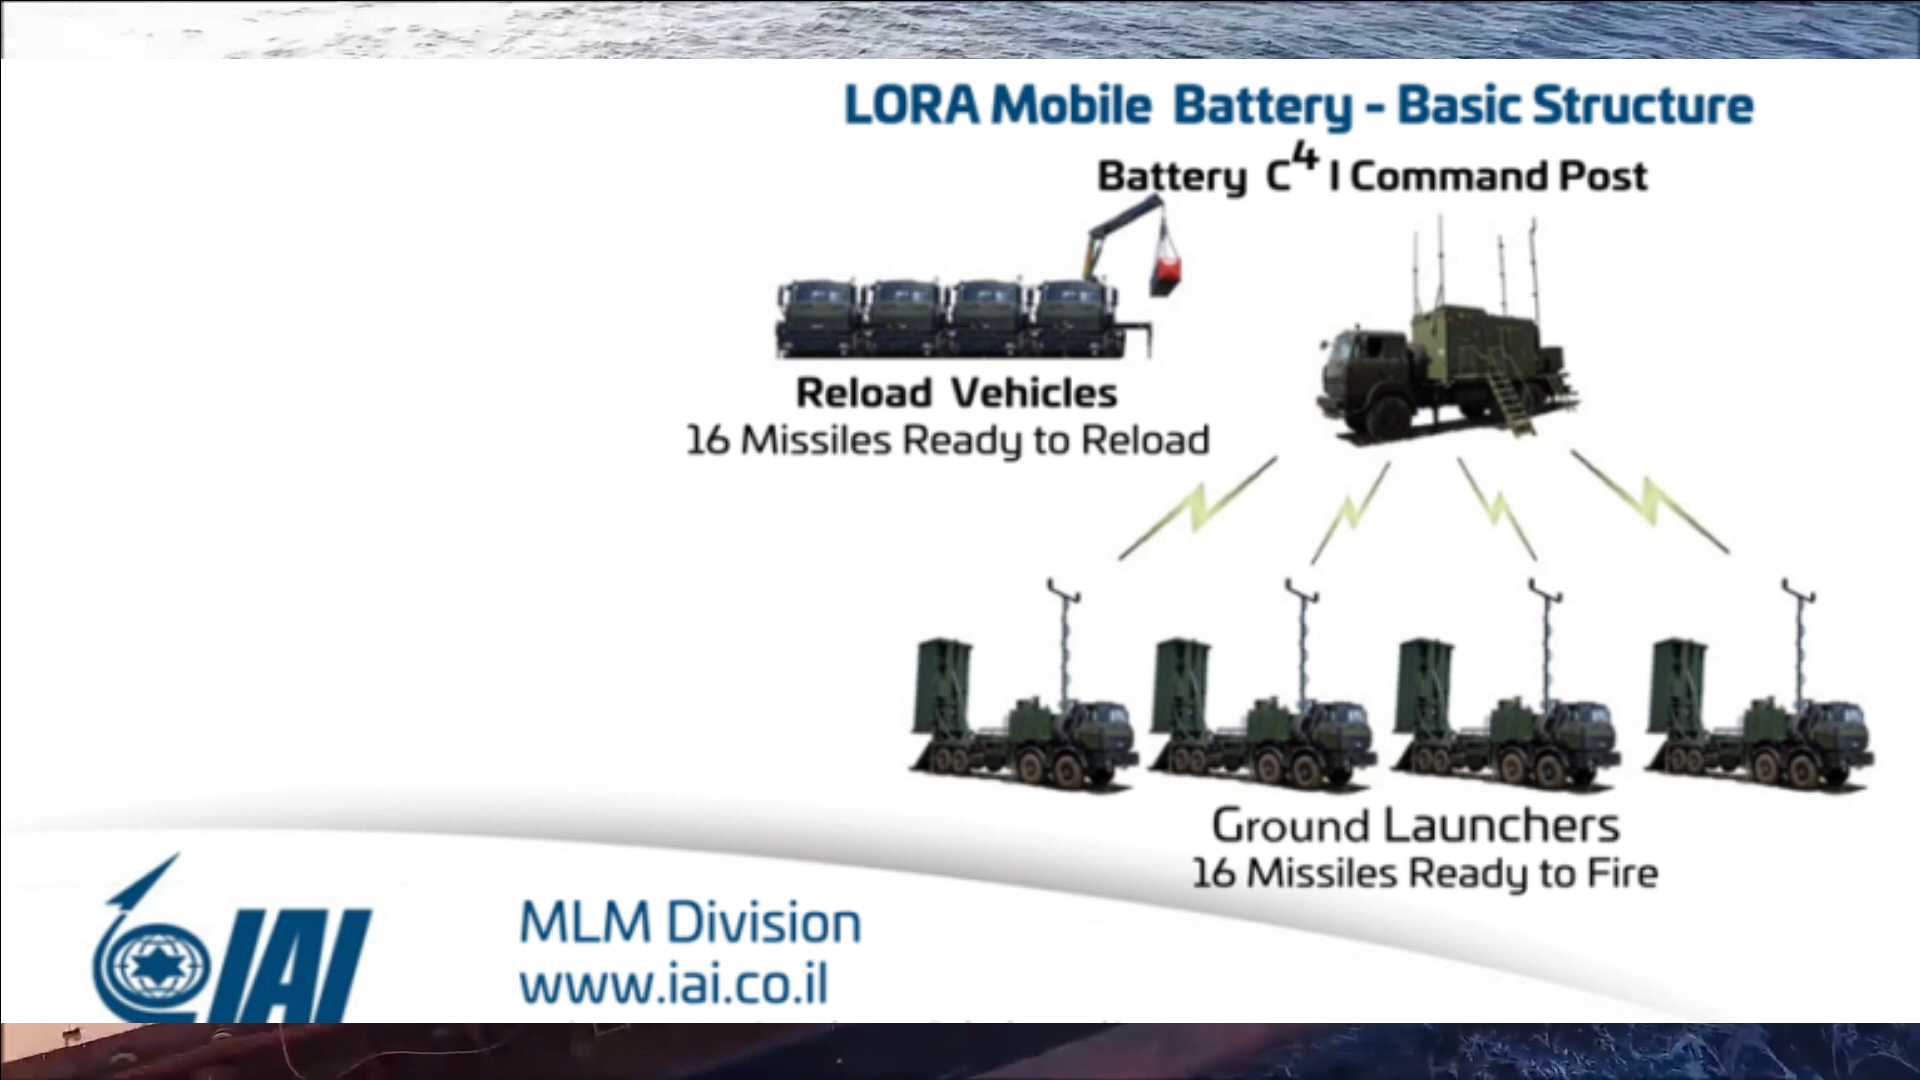 LORA Mobile Battery - Basic Structure
Battery C4 I Command Post
Reload Vehicles
16 Missiles Ready to Reload
Ground Launchers
16 Missiles Ready to Fire
IAI
MLM Division
www.iai.co.il